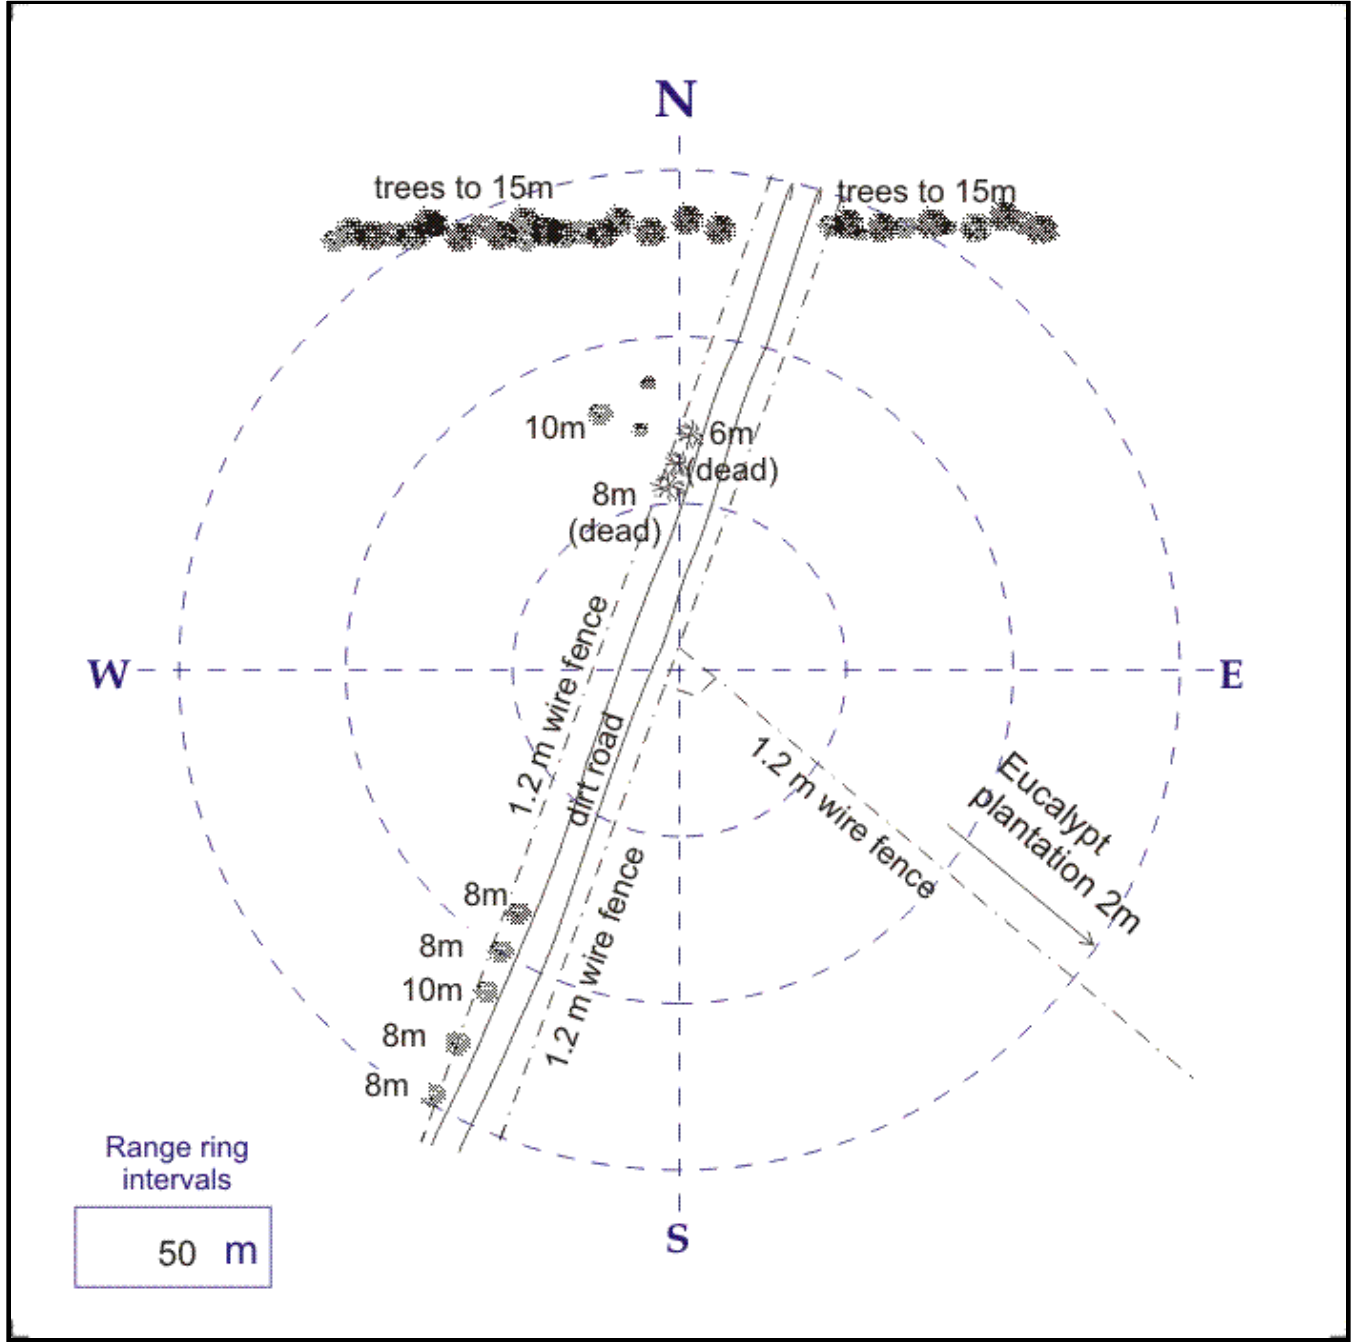 N
trees to 15m
trees to 15m
10m
6m
(dead)
8m
(dead)
1.2 m wire fence
W
E
dirt road
1.2 m wire fence
Eucalypt
plantation 2m
1.2 m wire fence
8m
8m
10m
8m
8m
Range ring
intervals
50 m
S